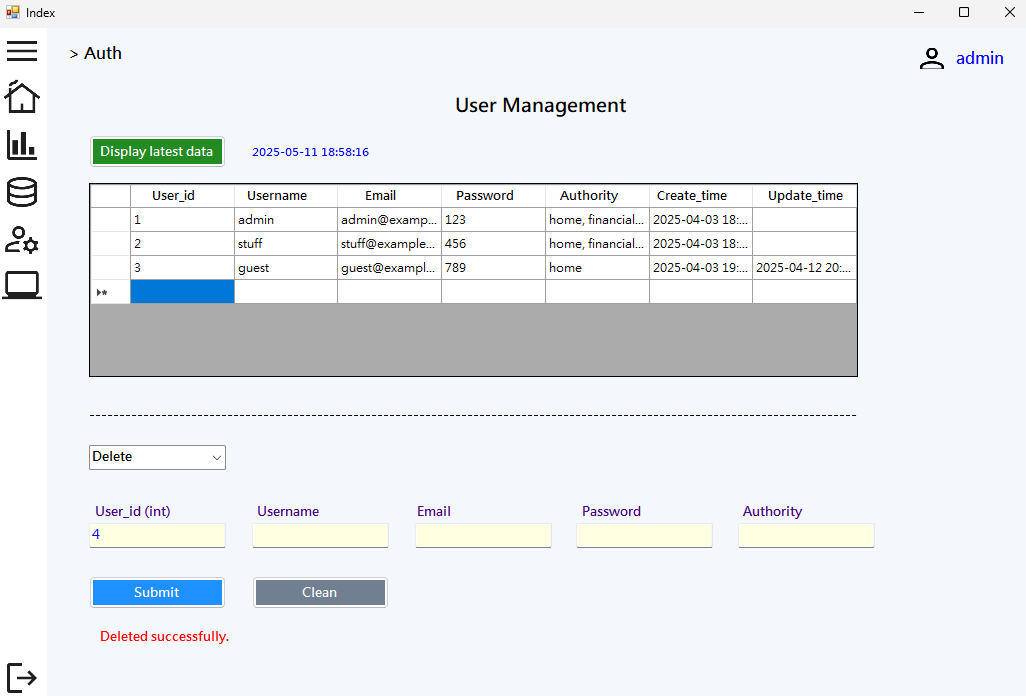 Index
> Auth
admin
User Management
Display latest data 2025-05-11 18:58:16
User_id Username Email Password Authority Create_time Update_time
1 admin admin@examp... 123 home, financial... 2025-04-03 18:...
2 stuff stuff@example... 456 home, financial... 2025-04-03 18:...
3 guest guest@exampl... 789 home 2025-04-03 19:... 2025-04-12 20:...
Delete
User_id (int) Username Email Password Authority
4
Submit Clean
Deleted successfully.